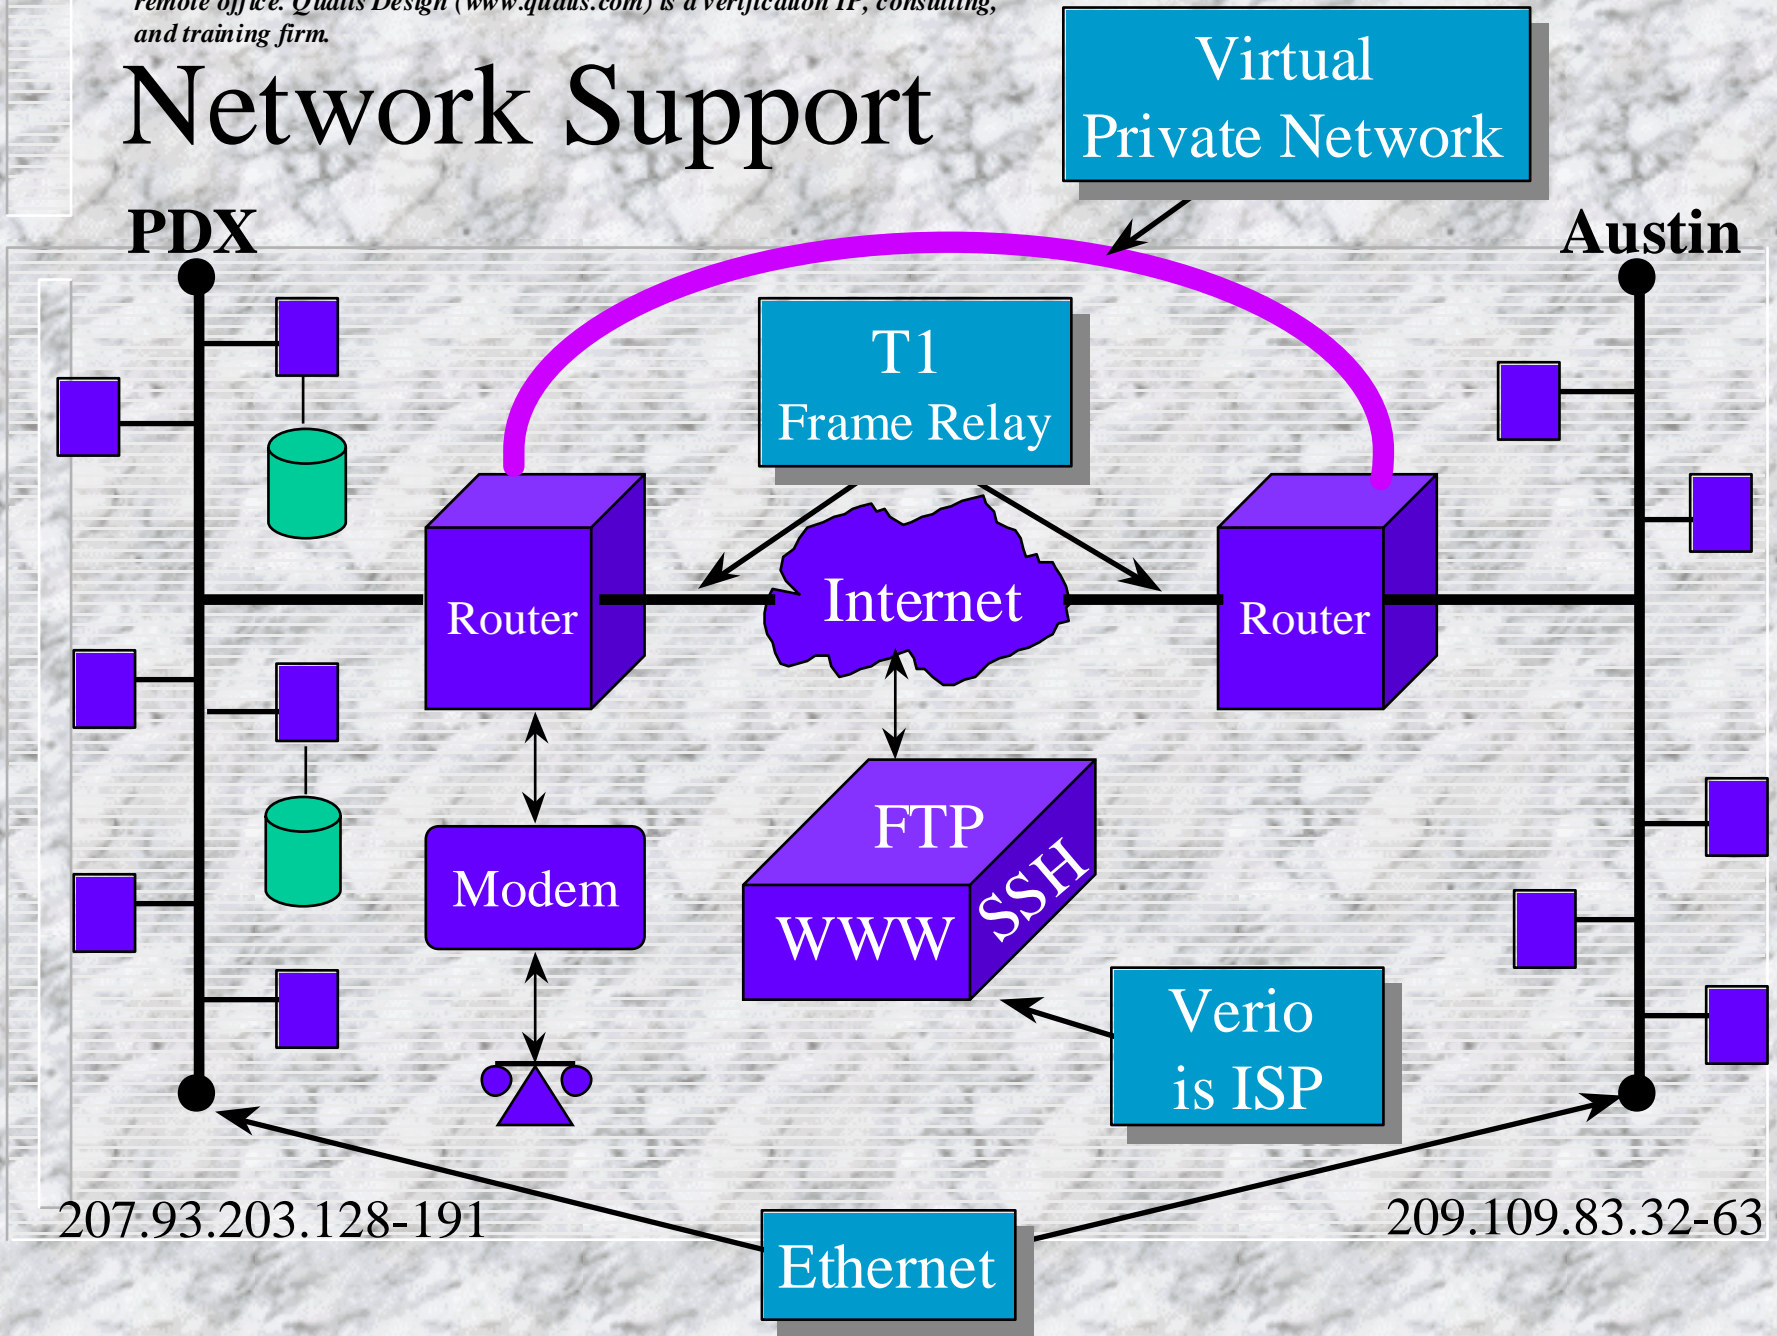 remote office. Qualis Design (www.qualis.com) is a verification IP, consulting,
and training firm.
Network Support
Virtual
Private Network
PDX
Austin
T1
Frame Relay
Router
Internet
Router
Modem
FTP
WWW
SSH
Verio
is ISP
207.93.203.128-191
209.109.83.32-63
Ethernet